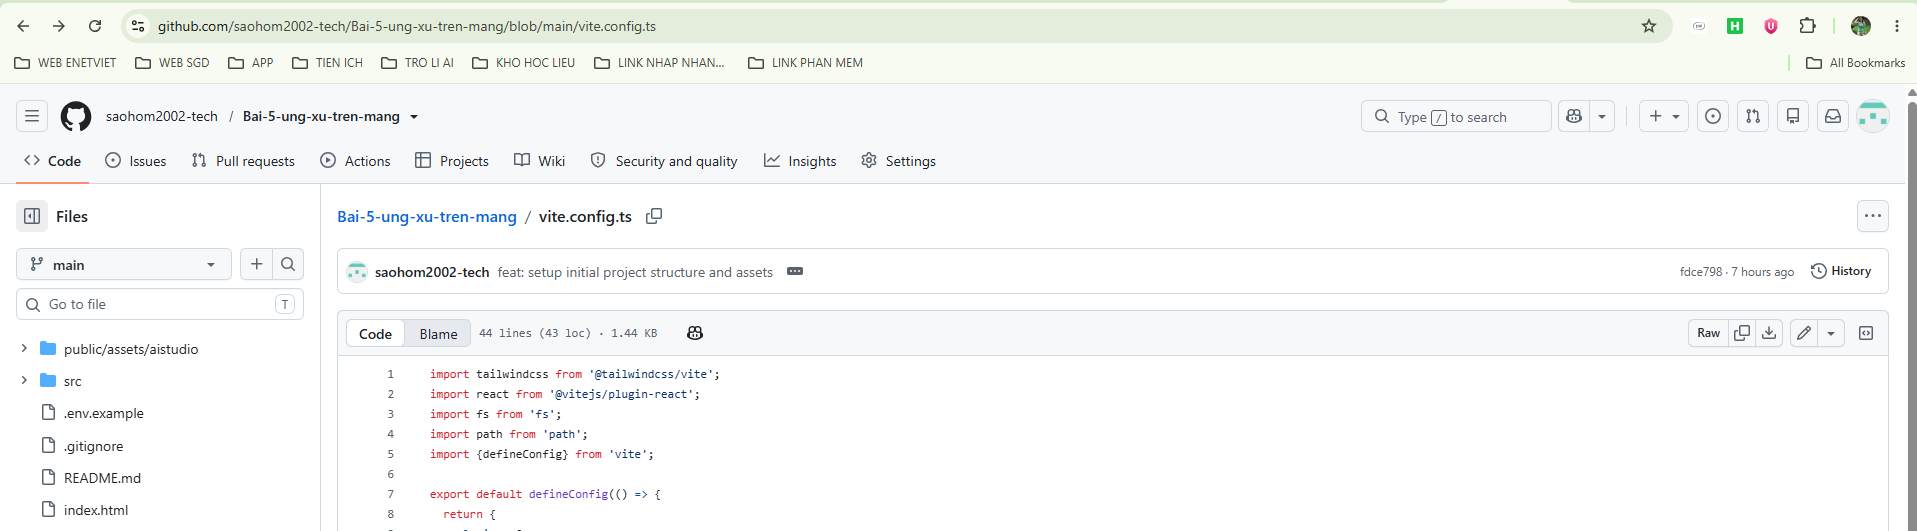 github.com/saohom2002-tech/Bai-5-ung-xu-tren-mang/blob/main/vite.config.ts
WEB ENETVIET WEB SGD APP TIEN ICH TRO LI AI KHO HOC LIEU LINK NHAP NHAN... LINK PHAN MEM All Bookmarks
saohom2002-tech / Bai-5-ung-xu-tren-mang Type / to search
Code Issues Pull requests Actions Projects Wiki Security and quality Insights Settings
Files
Bai-5-ung-xu-tren-mang / vite.config.ts
main
saohom2002-tech feat: setup initial project structure and assets fdce798 · 7 hours ago History
Go to file T
Code Blame 44 lines (43 loc) · 1.44 KB Raw
public/assets/aistudio
src
.env.example
.gitignore
README.md
index.html
1 import tailwindcss from '@tailwindcss/vite';
2 import react from '@vitejs/plugin-react';
3 import fs from 'fs';
4 import path from 'path';
5 import {defineConfig} from 'vite';
6
7 export default defineConfig(() => {
8 return {